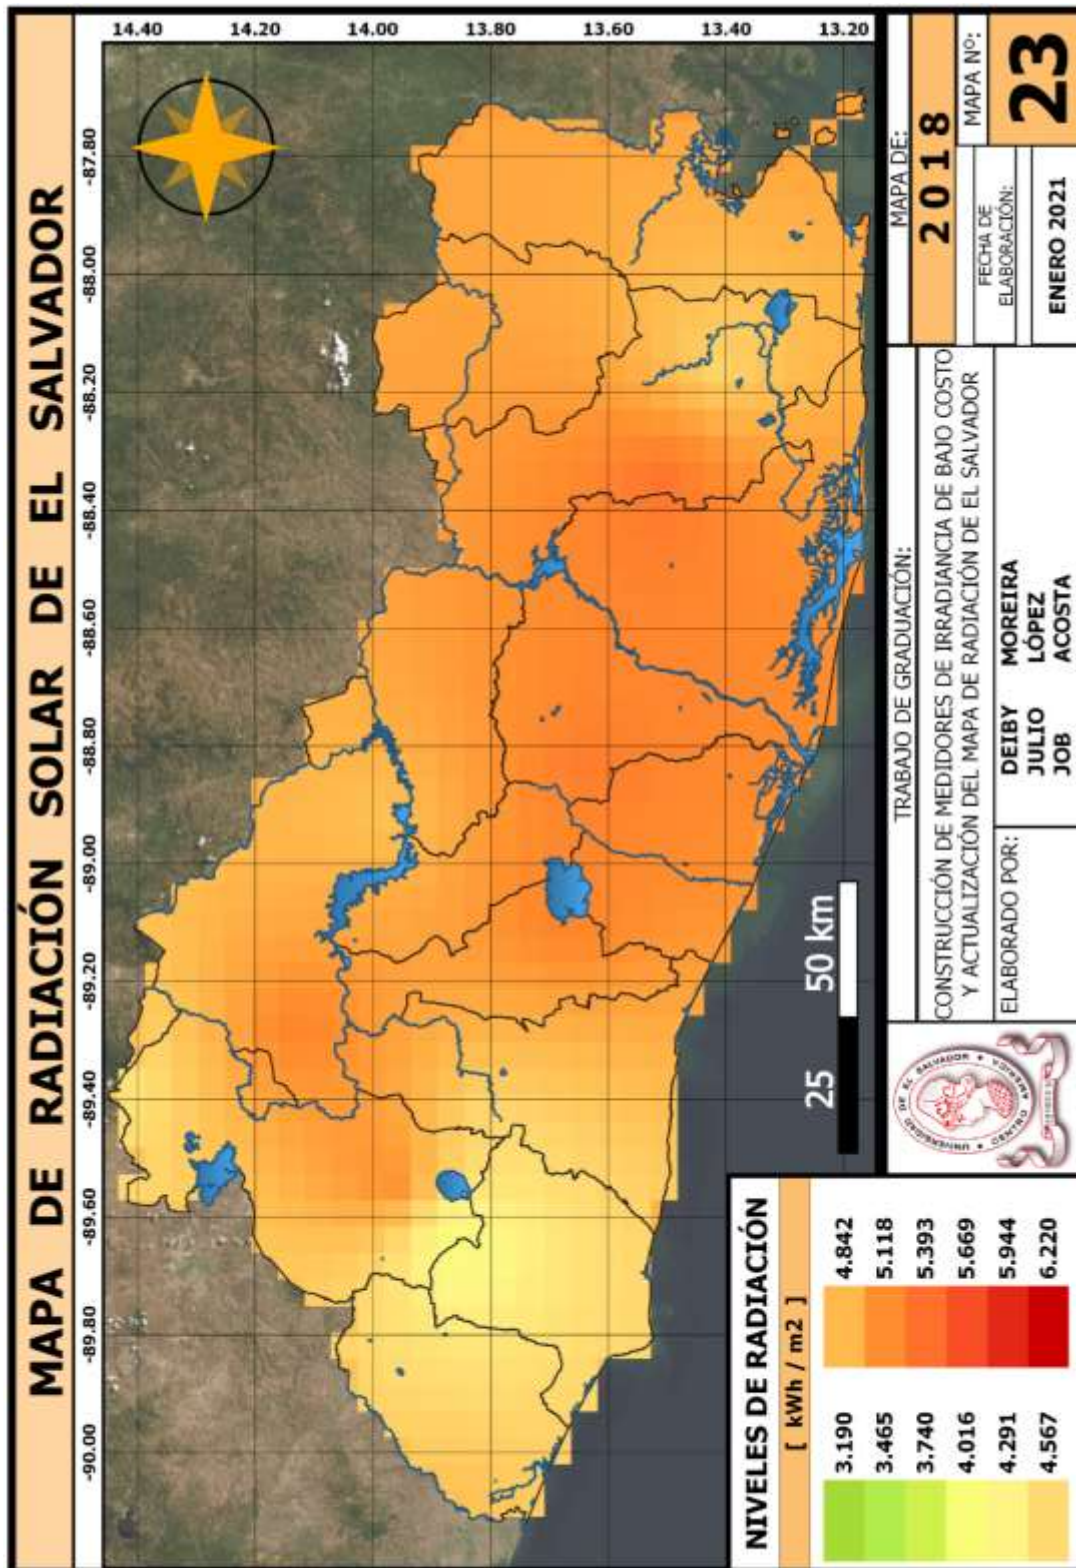 MAPA DE RADIACIÓN SOLAR DE EL SALVADOR
-90.00 -89.80 -89.60 -89.40 -89.20 -89.00 -88.80 -88.60 -88.40 -88.20 -88.00 -87.80
14.40
14.20
14.00
13.80
13.60
13.40
13.20
25 50 km
NIVELES DE RADIACIÓN
[ kWh / m2 ]
3.190 4.842
3.465 5.118
3.740 5.393
4.016 5.669
4.291 5.944
4.567 6.220
UNIVERSIDAD DE EL SALVADOR
CENTRO AMERICA
TRABAJO DE GRADUACIÓN:
CONSTRUCCIÓN DE MEDIDORES DE IRRADIANCIA DE BAJO COSTO
Y ACTUALIZACIÓN DEL MAPA DE RADIACIÓN DE EL SALVADOR
ELABORADO POR:
DEIBY MOREIRA
JULIO LÓPEZ
JOB ACOSTA
MAPA DE:
2018
FECHA DE
ELABORACIÓN:
ENERO 2021
MAPA Nº:
23